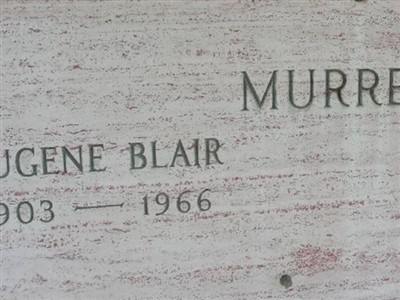 MURRE
UGENE BLAIR
903 — 1966